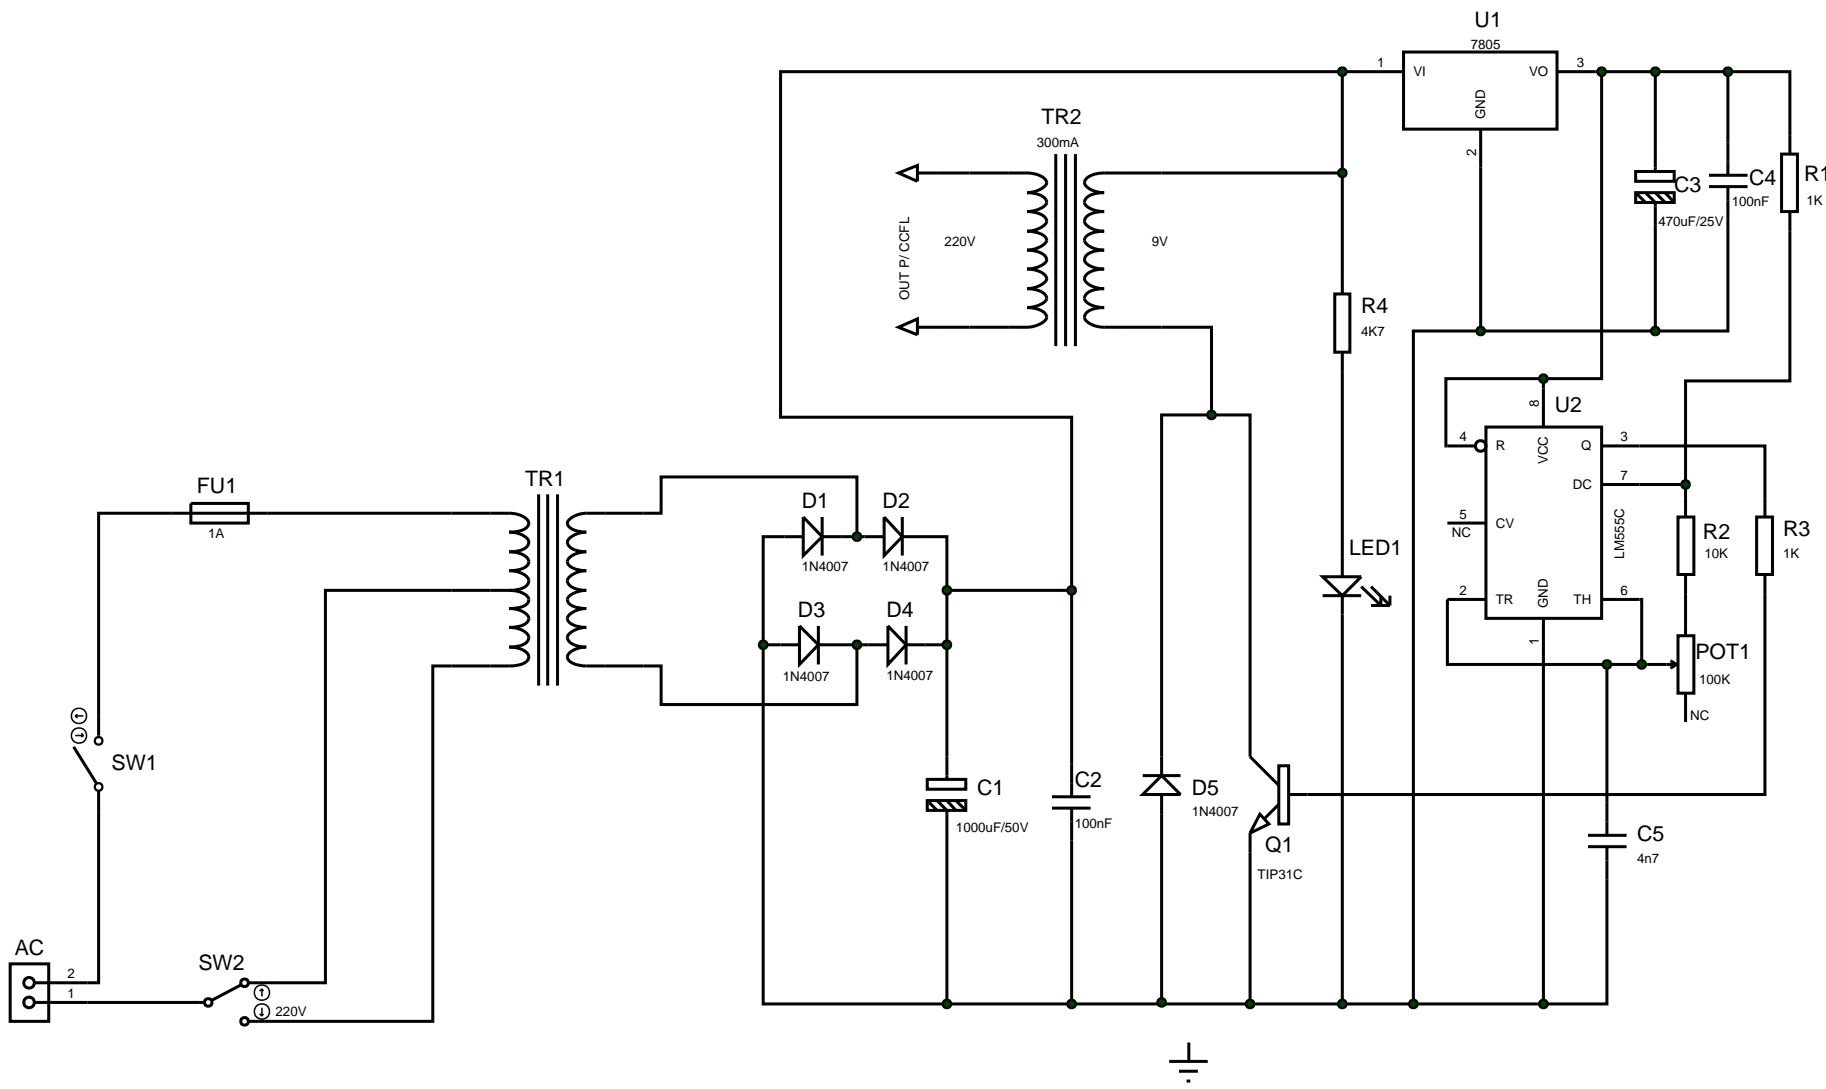 U1
7805
1
VI
VO
3
GND
2
TR2
300mA
OUT P/ CCFL
220V
9V
C3
470uF/25V
C4
100nF
R1
1K
R4
4K7
8
U2
4
R
VCC
Q
3
DC
7
5
NC
CV
LM555C
R2
10K
R3
1K
2
TR
GND
TH
6
1
POT1
100K
NC
FU1
1A
TR1
D1
1N4007
D2
1N4007
D3
1N4007
D4
1N4007
LED1
SW1
C1
1000uF/50V
C2
100nF
D5
1N4007
Q1
TIP31C
C5
4n7
AC
2
1
SW2
220V